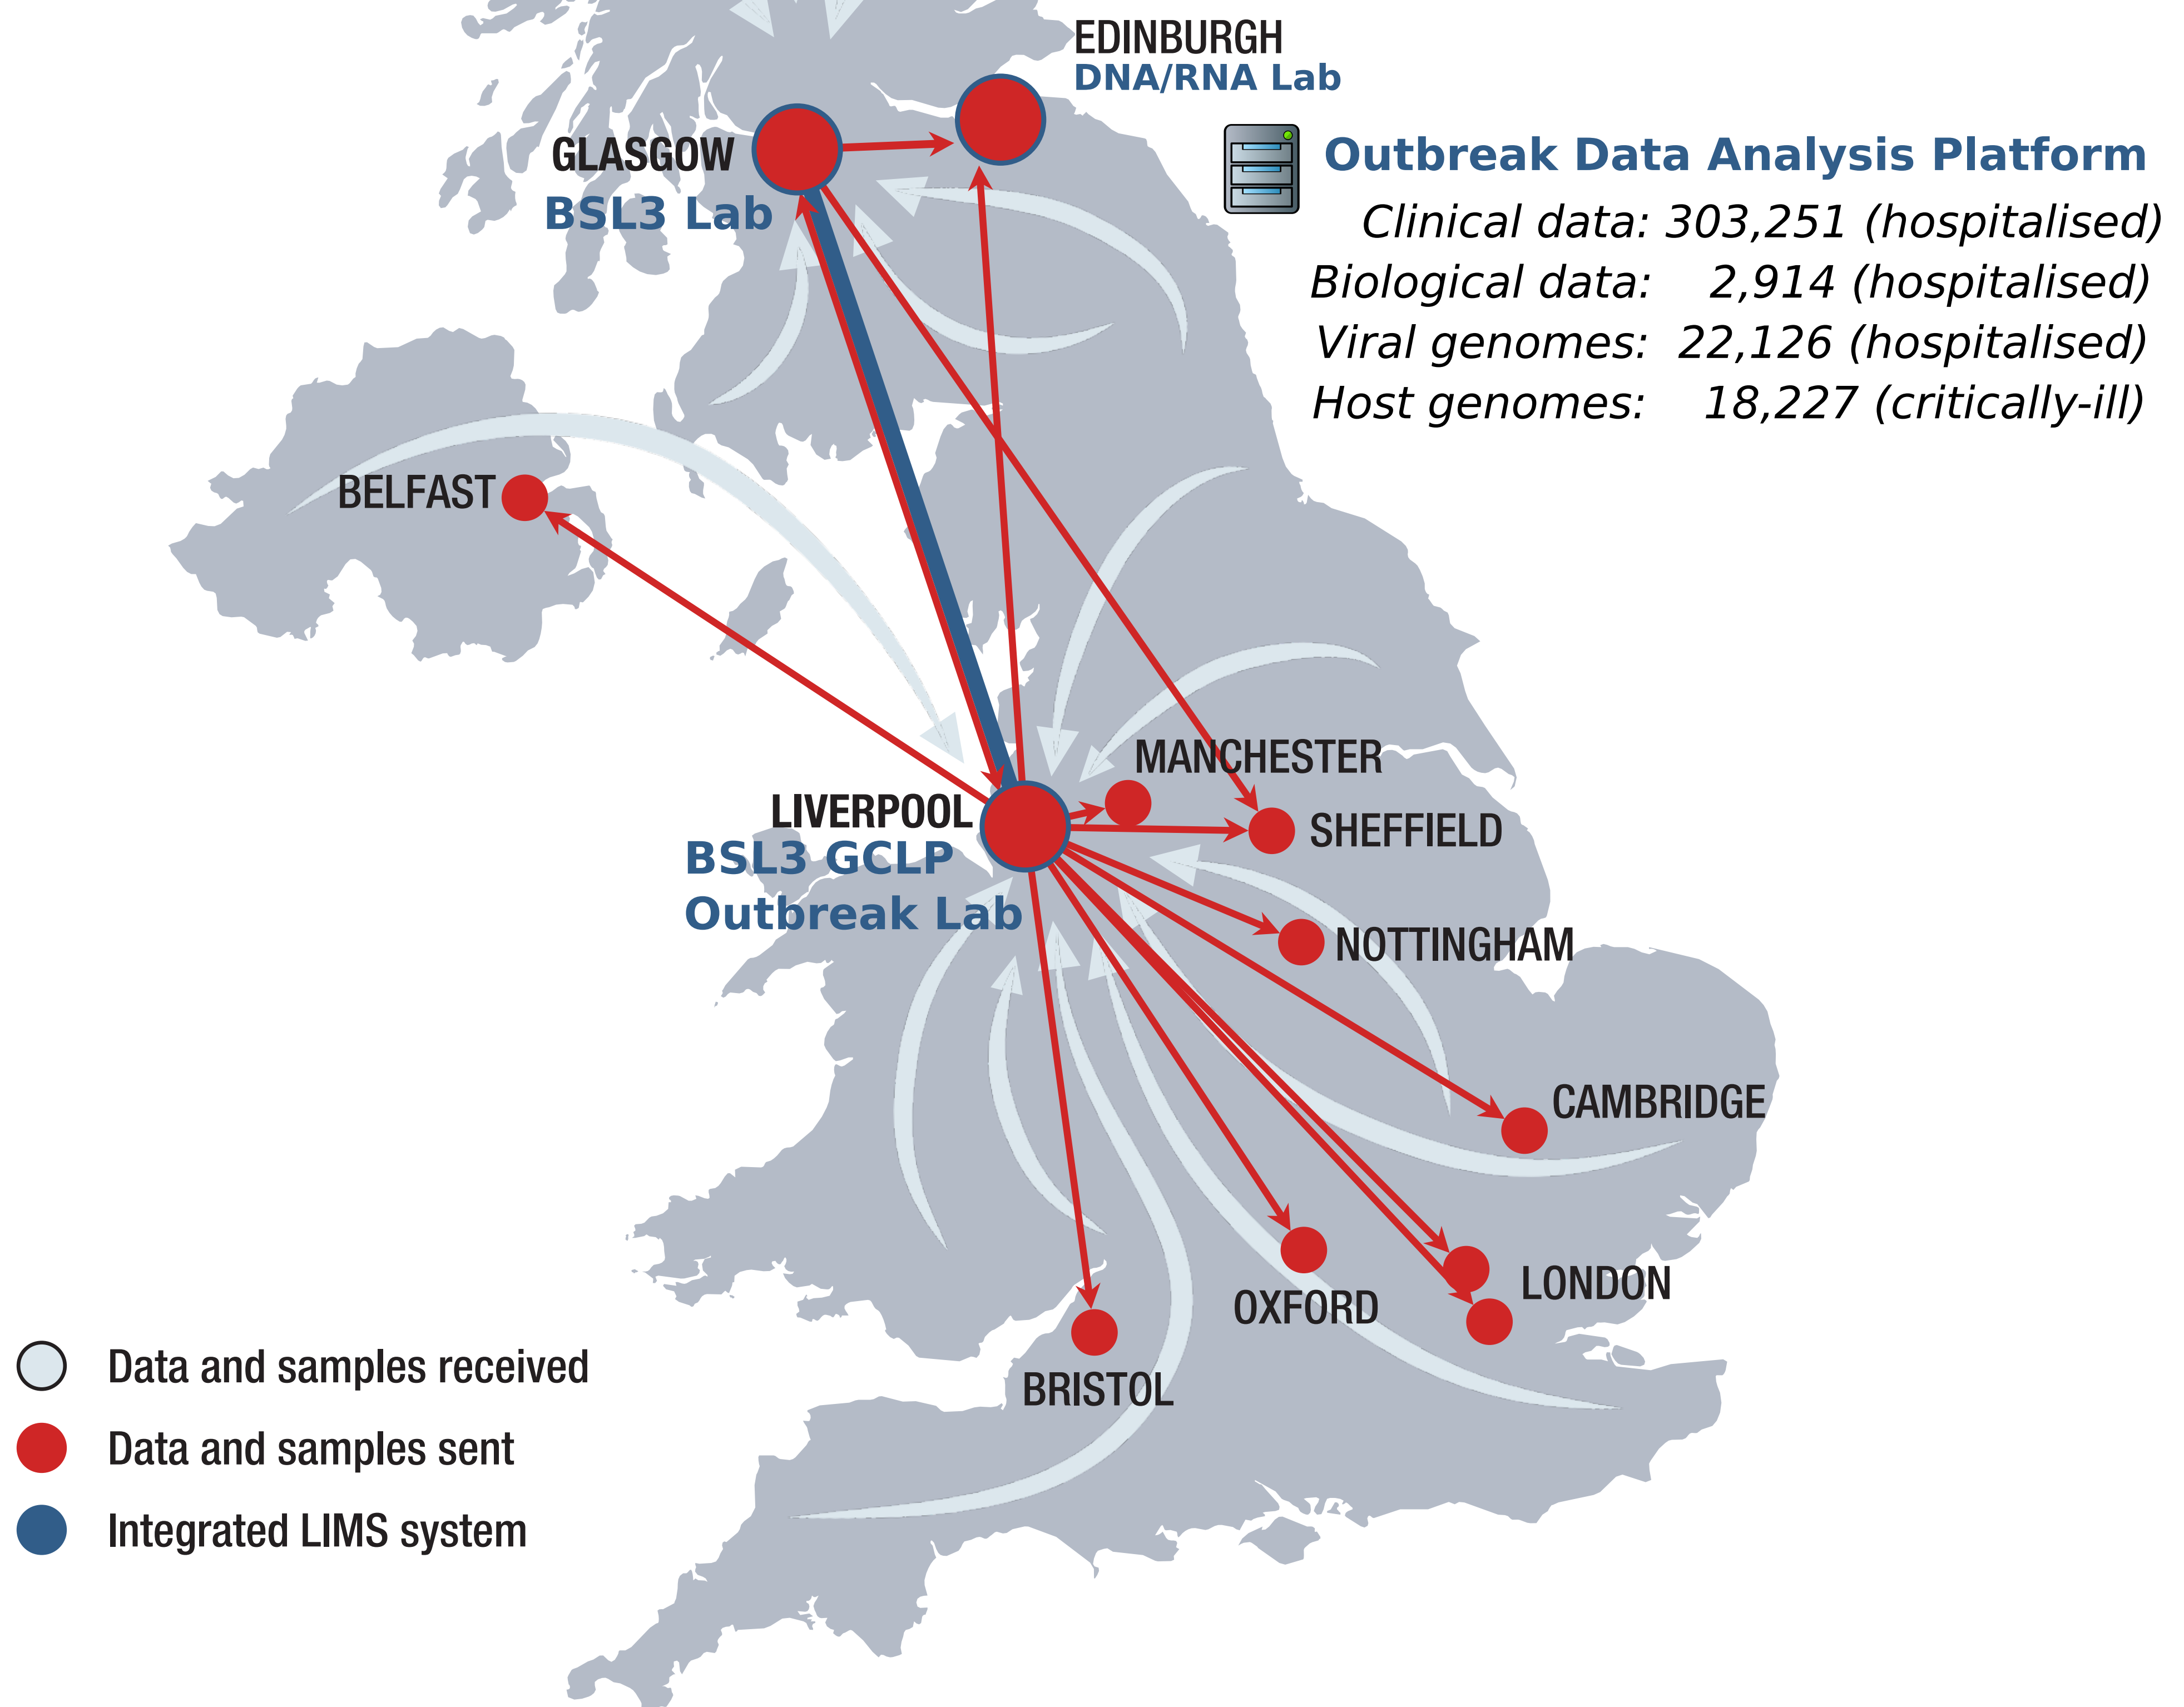 EDINBURGH
DNA/RNA Lab
GLASGOW
BSL3 Lab
Outbreak Data Analysis Platform
Clinical data: 303,251 (hospitalised)
Biological data: 2,914 (hospitalised)
Viral genomes: 22,126 (hospitalised)
Host genomes: 18,227 (critically-ill)
BELFAST
MANCHESTER
LIVERPOOL
BSL3 GCLP
Outbreak Lab
SHEFFIELD
NOTTINGHAM
CAMBRIDGE
LONDON
OXFORD
BRISTOL
Data and samples received
Data and samples sent
Integrated LIMS system